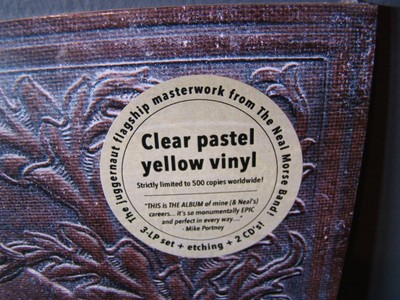 The juggernaut flagship masterwork from The Neal Morse Band!
Clear pastel
yellow vinyl
Strictly limited to 500 copies worldwide!
"THIS is THE ALBUM of mine (& Neal's)
careers... it's so monumentally EPIC
and perfect in every way....."
- Mike Portnoy
3-LP set + etching + 2 CD's!